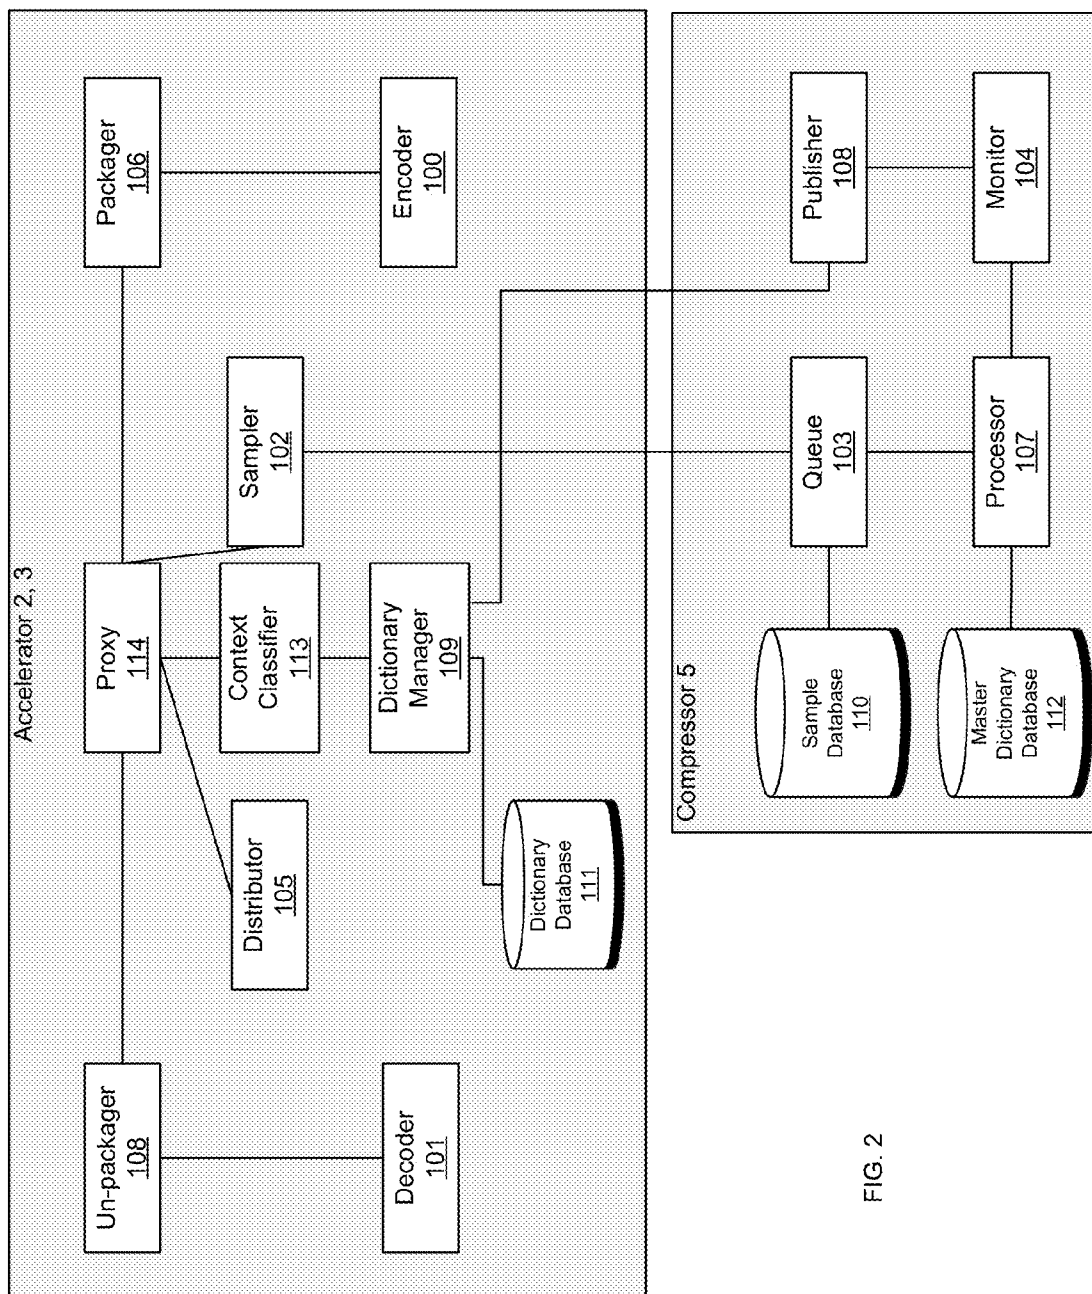 Accelerator 2, 3
Un-packager
108
Proxy
114
Packager
106
Distributor
105
Context
Classifier
113
Sampler
102
Decoder
101
Dictionary
Manager
109
Encoder
100
Dictionary
Database
111
Compressor 5
Sample
Database
110
Queue
103
Publisher
108
Master
Dictionary
Database
112
Processor
107
Monitor
104
FIG. 2